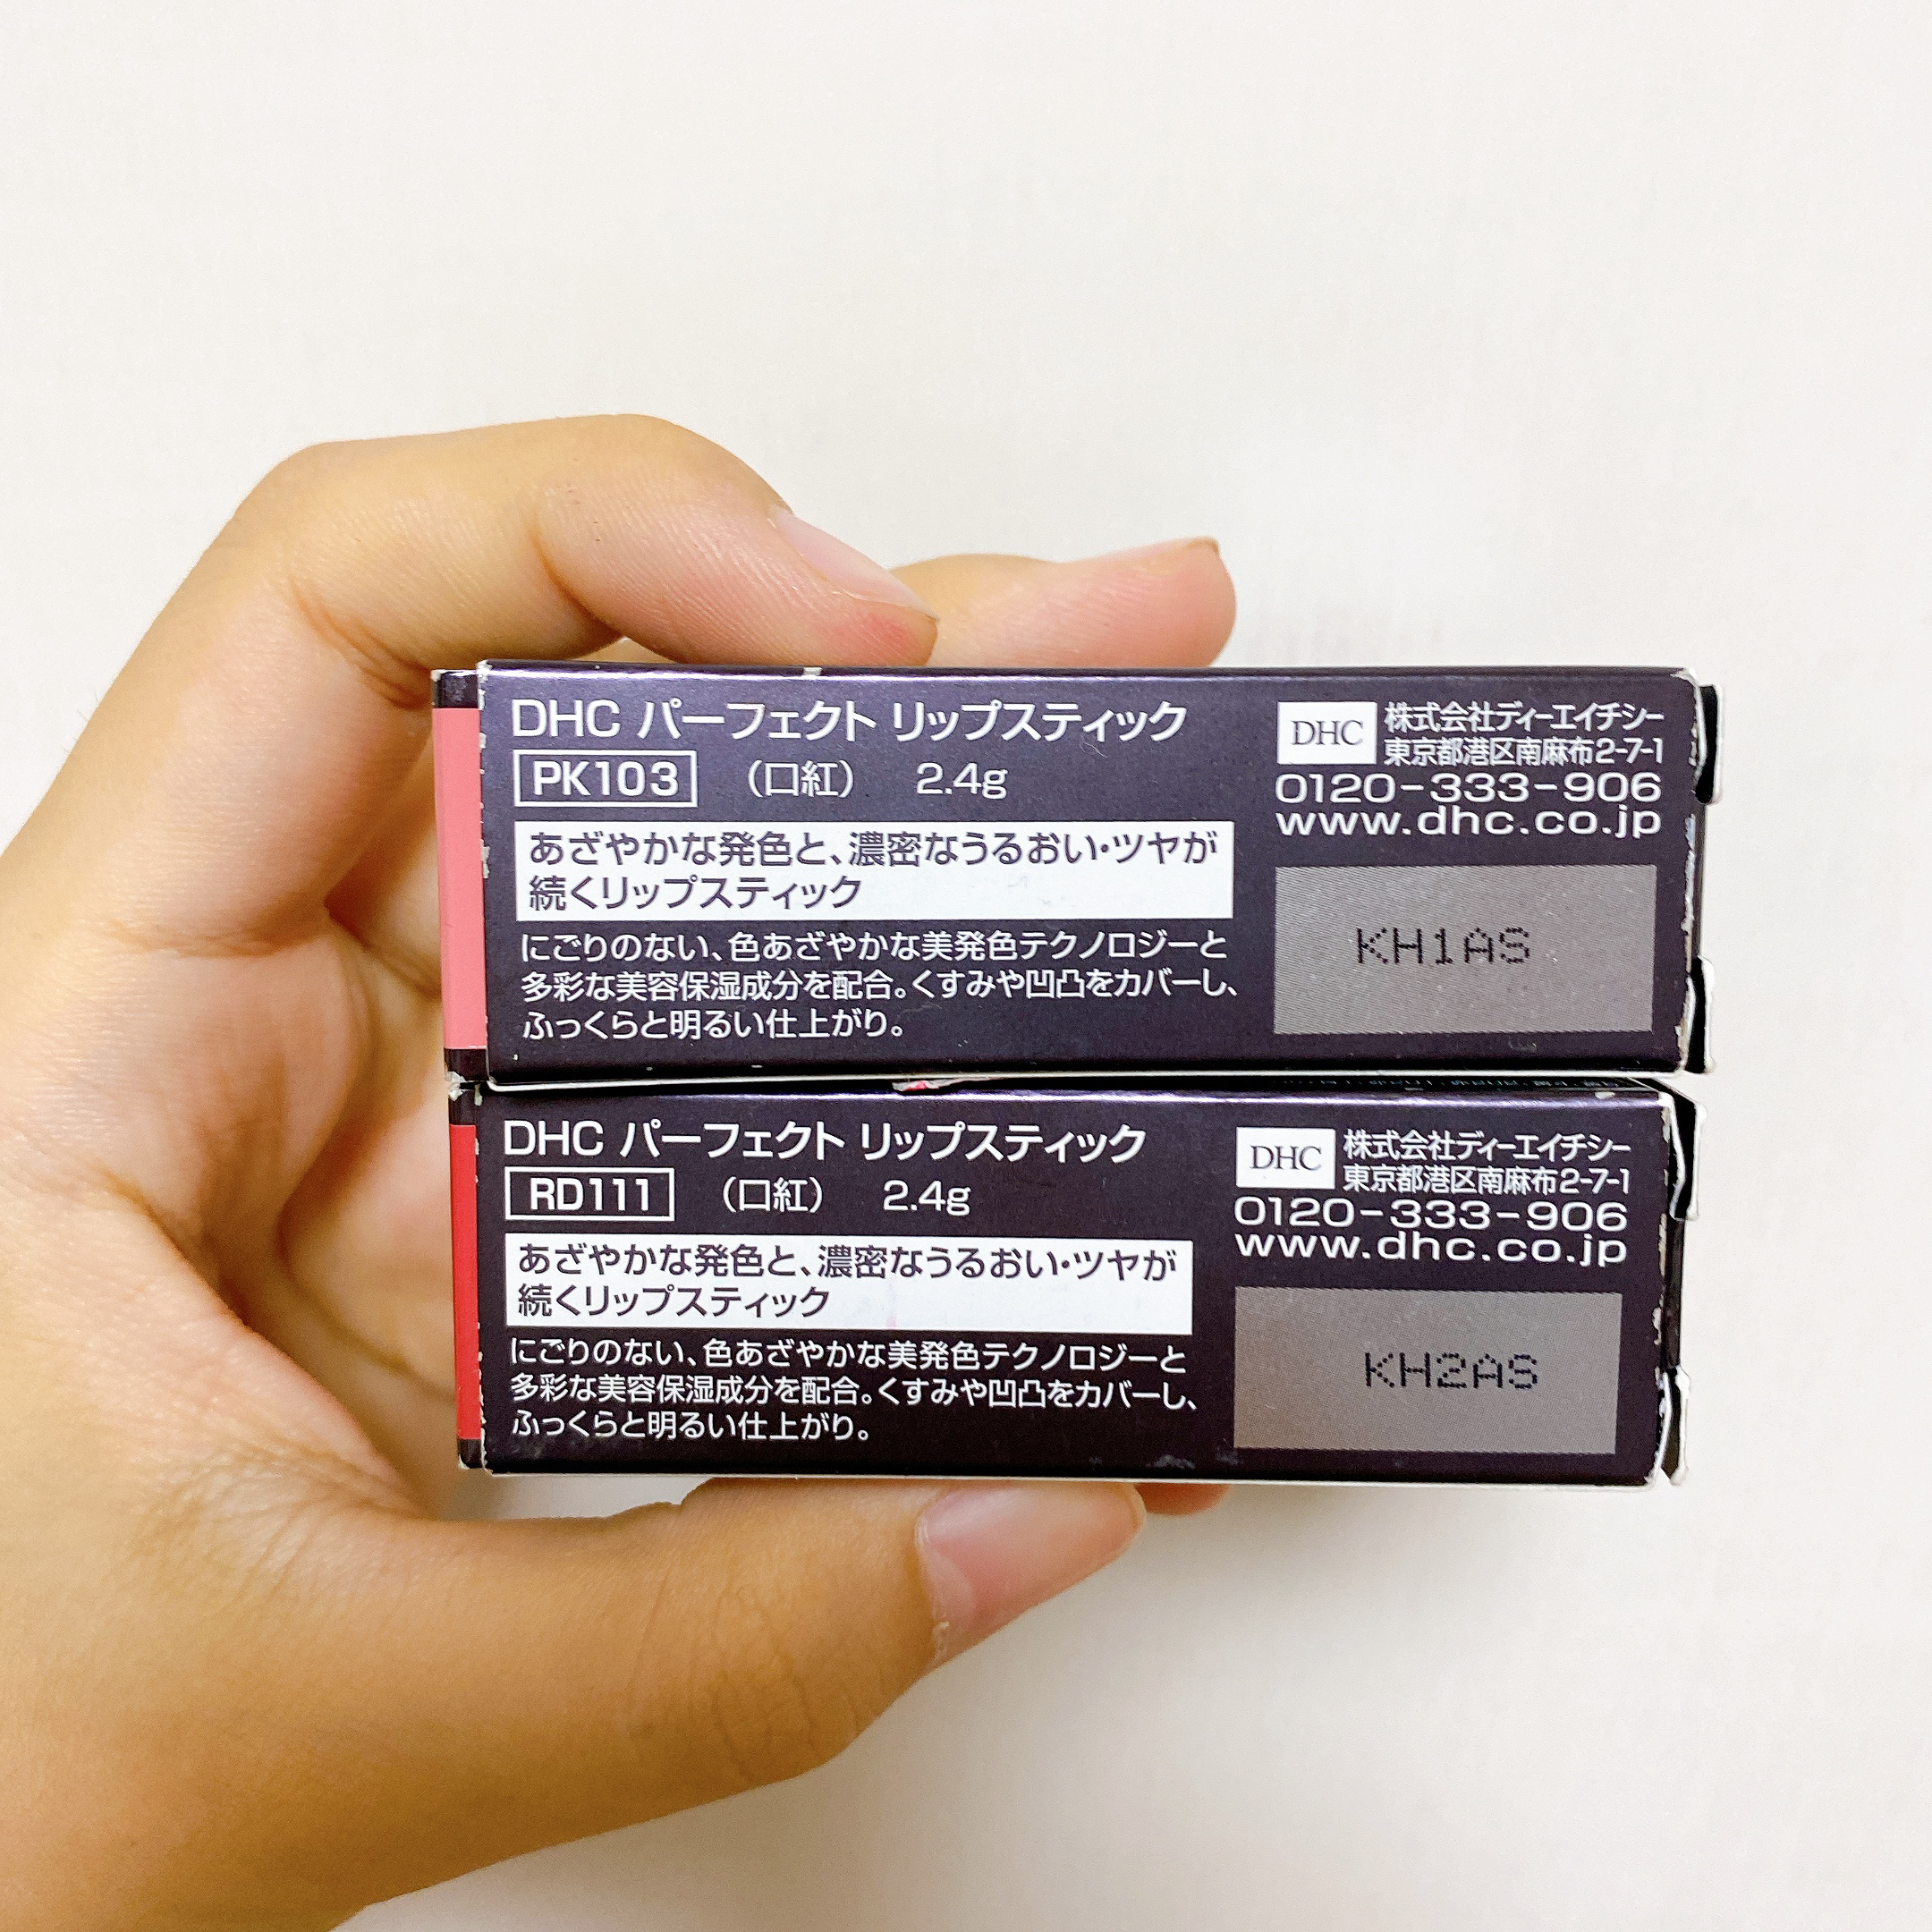 DHC パーフェクト リップスティック
PK103 (口紅) 2.4g
あざやかな発色と、濃密なうるおい・ツヤが
続くリップスティック
にごりのない、色あざやかな美発色テクノロジーと
多彩な美容保湿成分を配合。くすみや凹凸をカバーし、
ふっくらと明るい仕上がり。
DHC 株式会社ディーエイチシー
東京都港区南麻布2-7-1
0120-333-906
www.dhc.co.jp
KH1AS
DHC パーフェクト リップスティック
RD111 (口紅) 2.4g
あざやかな発色と、濃密なうるおい・ツヤが
続くリップスティック
にごりのない、色あざやかな美発色テクノロジーと
多彩な美容保湿成分を配合。くすみや凹凸をカバーし、
ふっくらと明るい仕上がり。
DHC 株式会社ディーエイチシー
東京都港区南麻布2-7-1
0120-333-906
www.dhc.co.jp
KH2AS